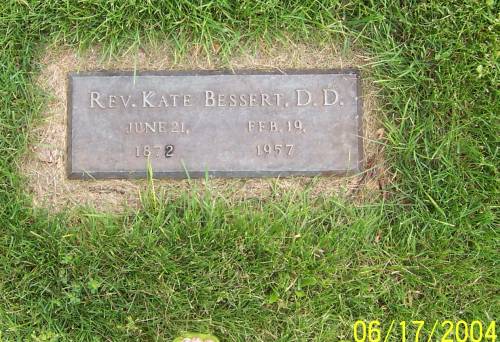 REV. KATE BESSERT, D. D.
JUNE 21, FEB. 19,
1872 1957
06/17/2004